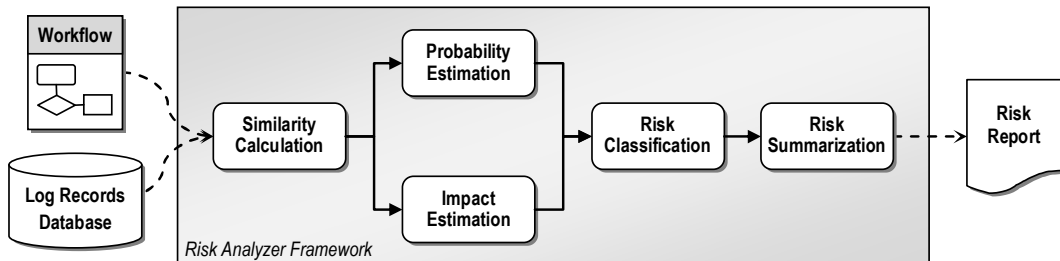 Workflow
Log Records
Database
Similarity
Calculation
Probability
Estimation
Impact
Estimation
Risk
Classification
Risk
Summarization
Risk
Report
Risk Analyzer Framework